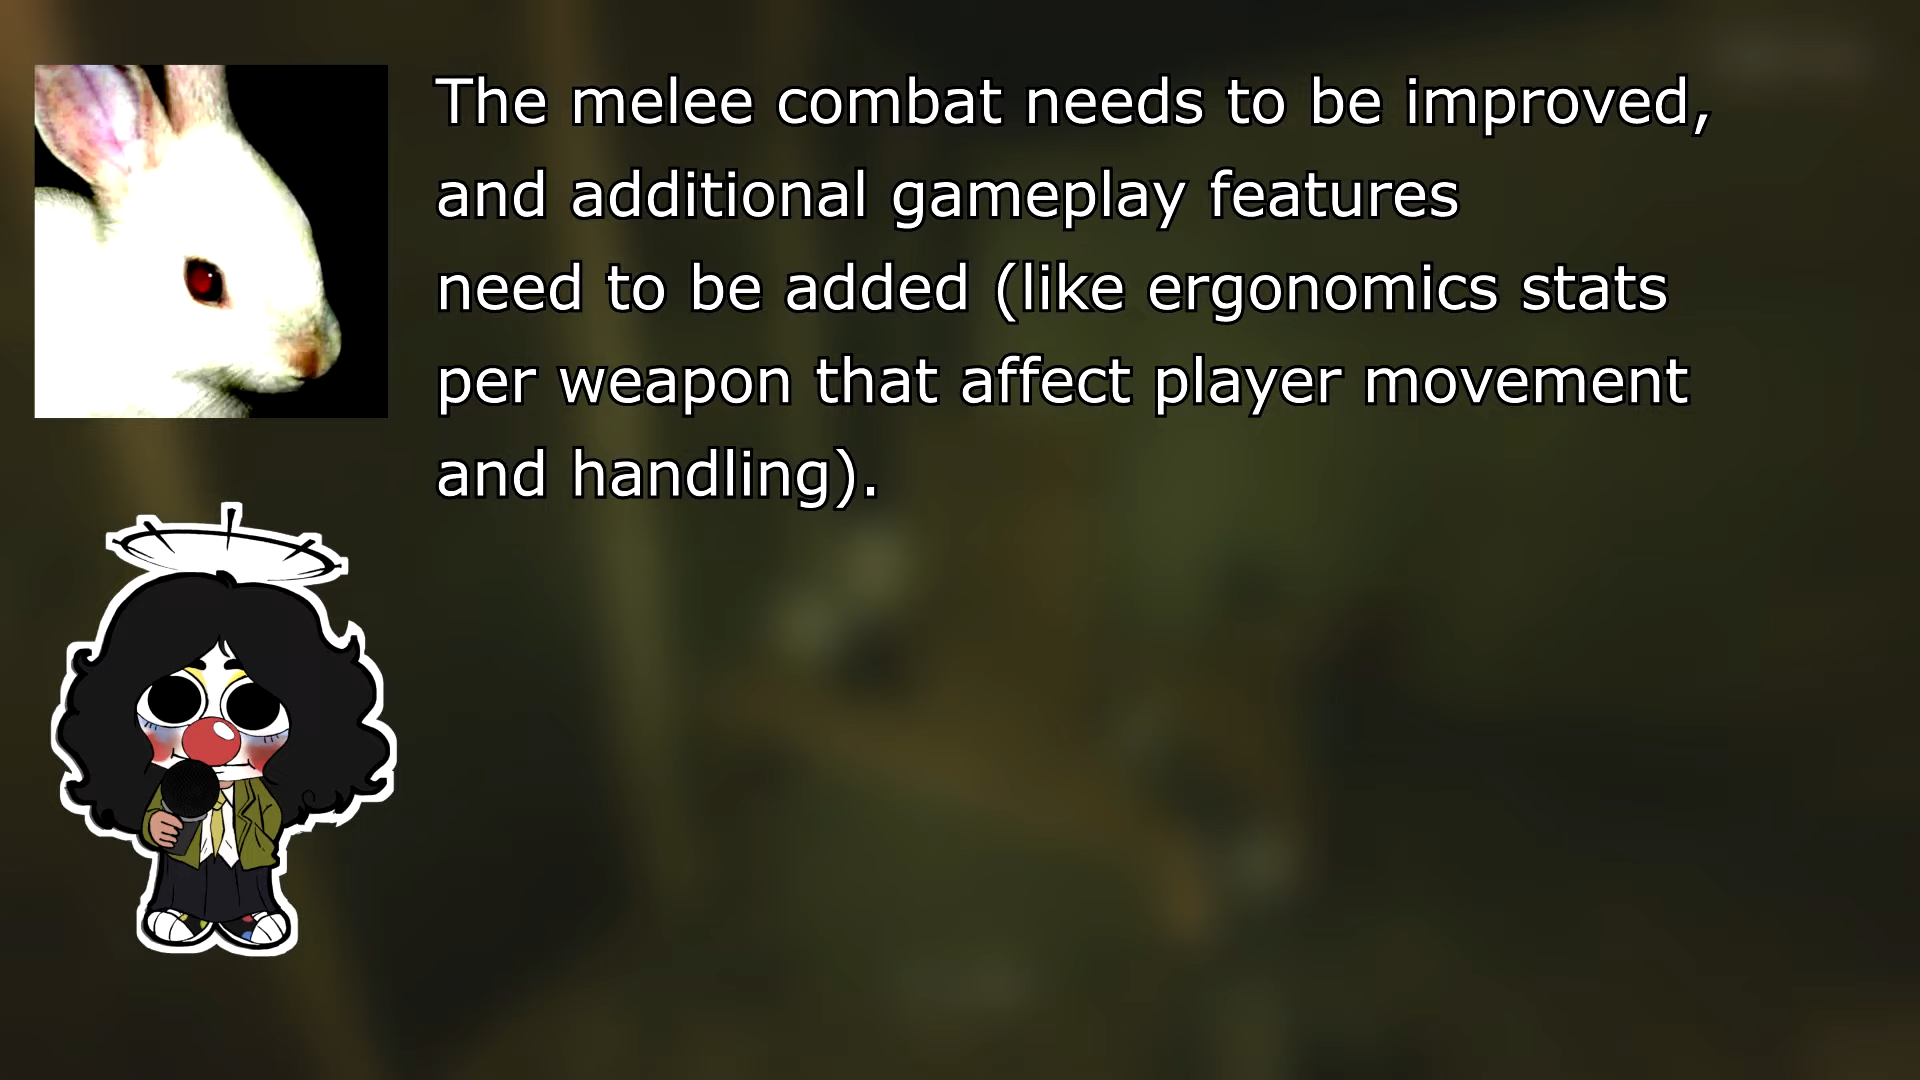 The melee combat needs to be improved,
and additional gameplay features
need to be added (like ergonomics stats
per weapon that affect player movement
and handling).